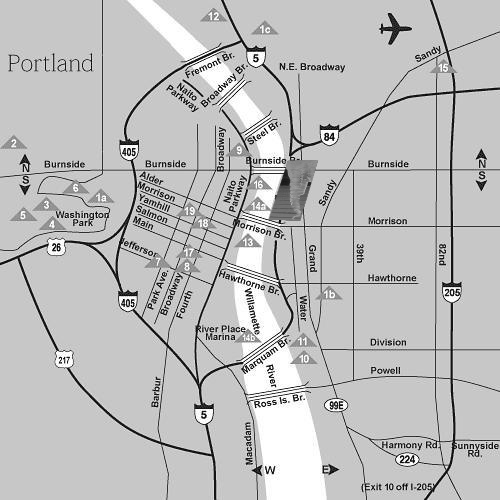 12
1c
Portland
Fremont Br.
5
N.E. Broadway
Sandy
15
Naito
Parkway
Broadway Br.
Steel Br.
84
405
2
9
Broadway
N
S
Burnside
Burnside
Burnside Br.
Burnside
N
S
6
1a
5
3
4
Washington
Park
Alder
Morrison
Yamhill
Salmon
Main
Jefferson
19
18
Naito
Parkway
16
14a
Morrison Br.
13
Sandy
Morrison
26
7
17
8
Park Ave.
Broadway
Fourth
Hawthorne Br.
Willamette
River
Water
Grand
39th
82nd
Hawthorne
1b
205
405
217
River Place
Marina
14b
Marquam Br.
11
10
Division
Powell
Barbur
5
Ross Is. Br.
99E
Macadam
Harmony Rd.
Sunnyside
Rd.
224
W
E
(Exit 10 off I-205)